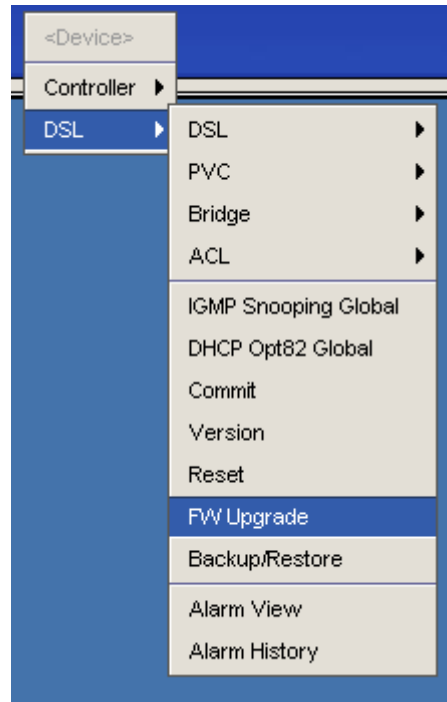 <Device>
Controller
DSL
DSL
PVC
Bridge
ACL
IGMP Snooping Global
DHCP Opt82 Global
Commit
Version
Reset
FW Upgrade
Backup/Restore
Alarm View
Alarm History